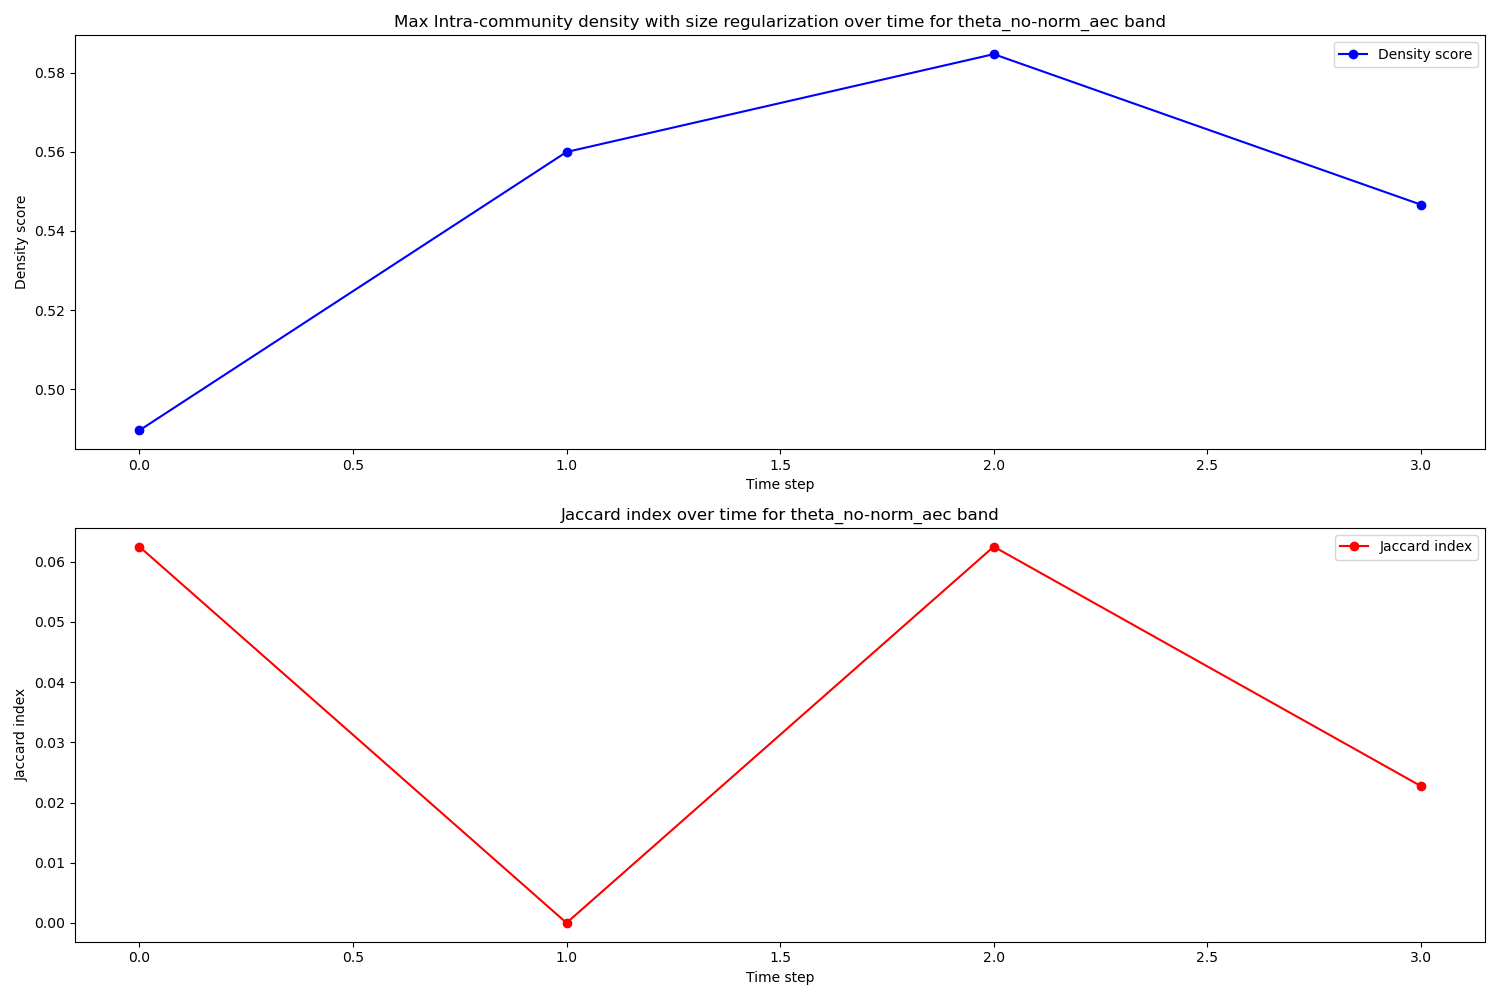 Max Intra-community density with size regularization over time for theta_no-norm_aec band
Density score
0.58
0.56
0.54
0.52
0.50
Density score
0.0 0.5 1.0 1.5 2.0 2.5 3.0
Time step
Jaccard index over time for theta_no-norm_aec band
Jaccard index
0.06
0.05
0.04
0.03
0.02
0.01
0.00
Jaccard index
0.0 0.5 1.0 1.5 2.0 2.5 3.0
Time step